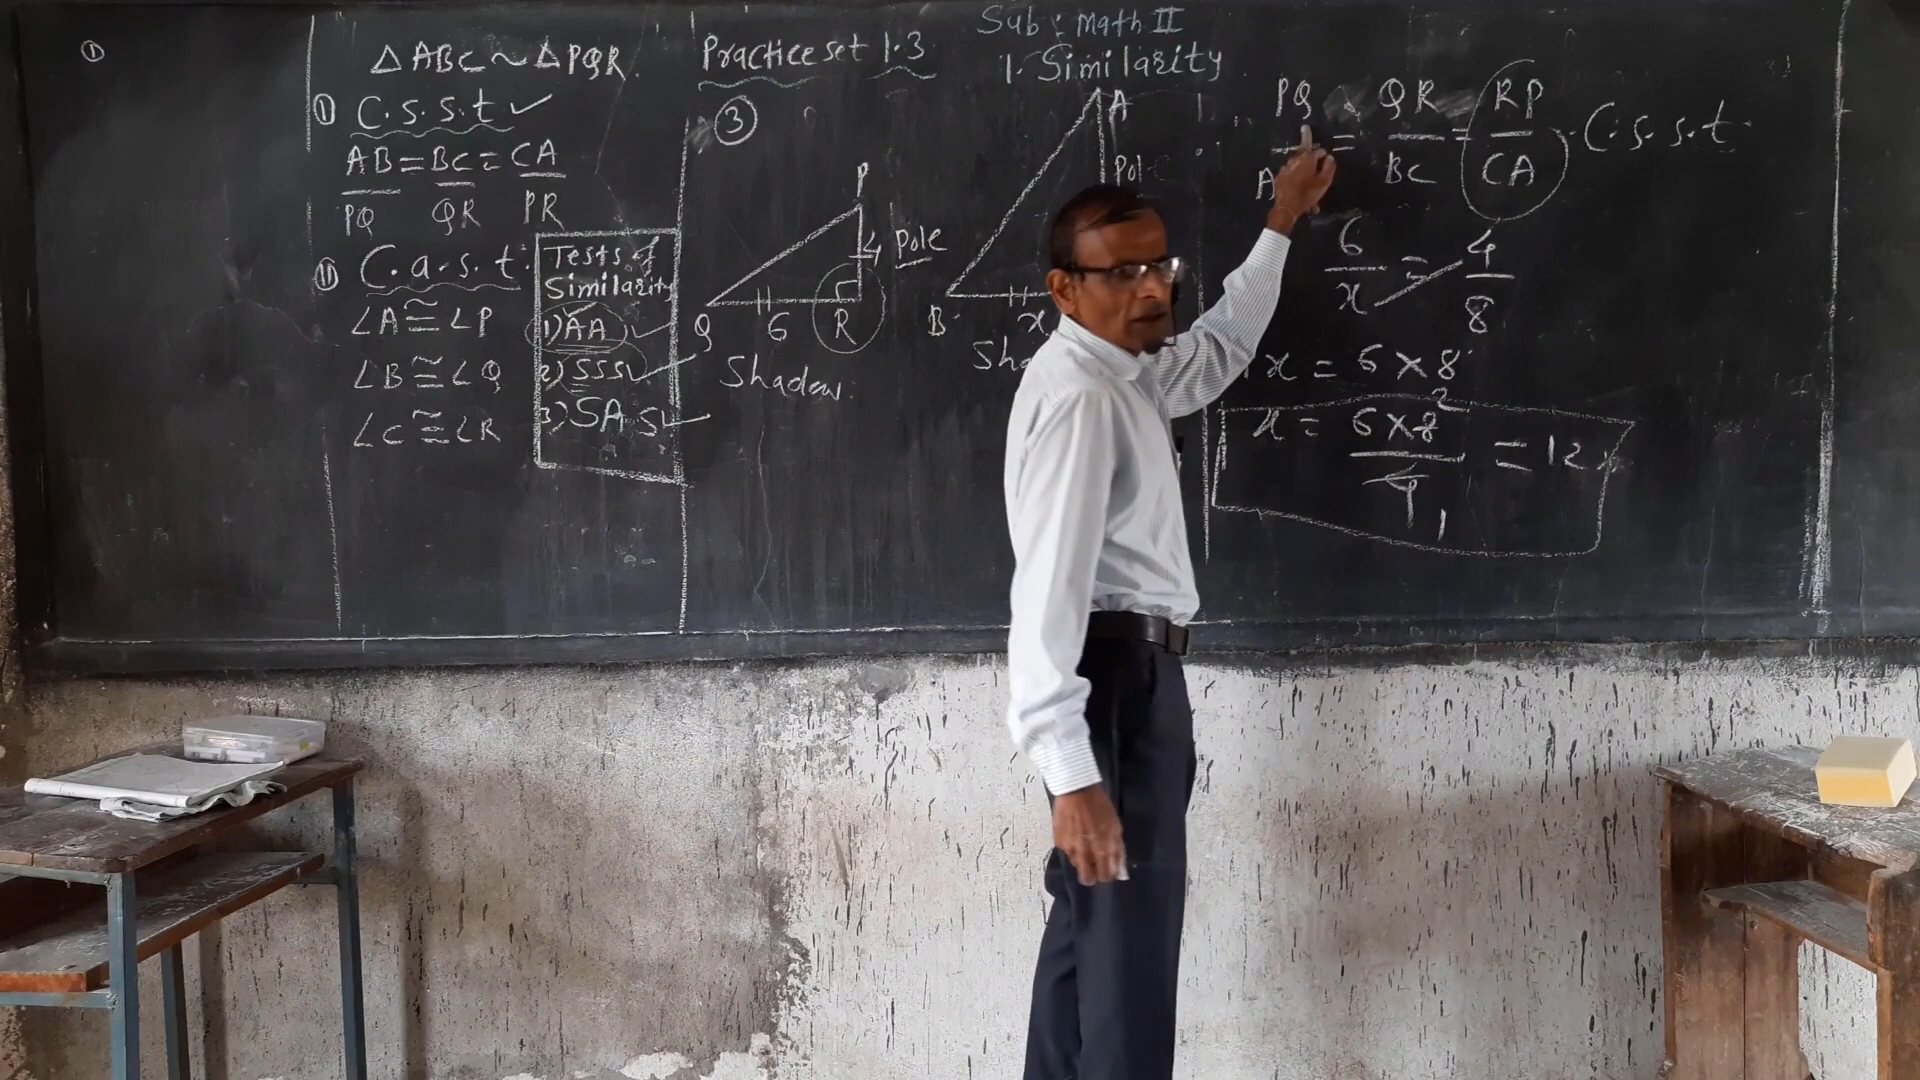 ①
△ABC ~ △PQR.
Ⅰ) C.s.s.t ✓
AB = BC = CA
PQ QR PR
Ⅱ) C.a.s.t.
∠A ≅ ∠P
∠B ≅ ∠Q
∠C ≅ ∠R
Tests of
Similarity
1) AA ✓
2) SSS ✓
3) SAS ✓
Practice set 1.3
③
P
4 Pole
Q 6 R
Shadow.
Sub : Math II
1. Similarity
A
B x
PQ = QR = RP C.s.s.t.
BC CA
6 = 4
x 8
x = 6 × 8
x = 6 × 8 2 = 12
4 1